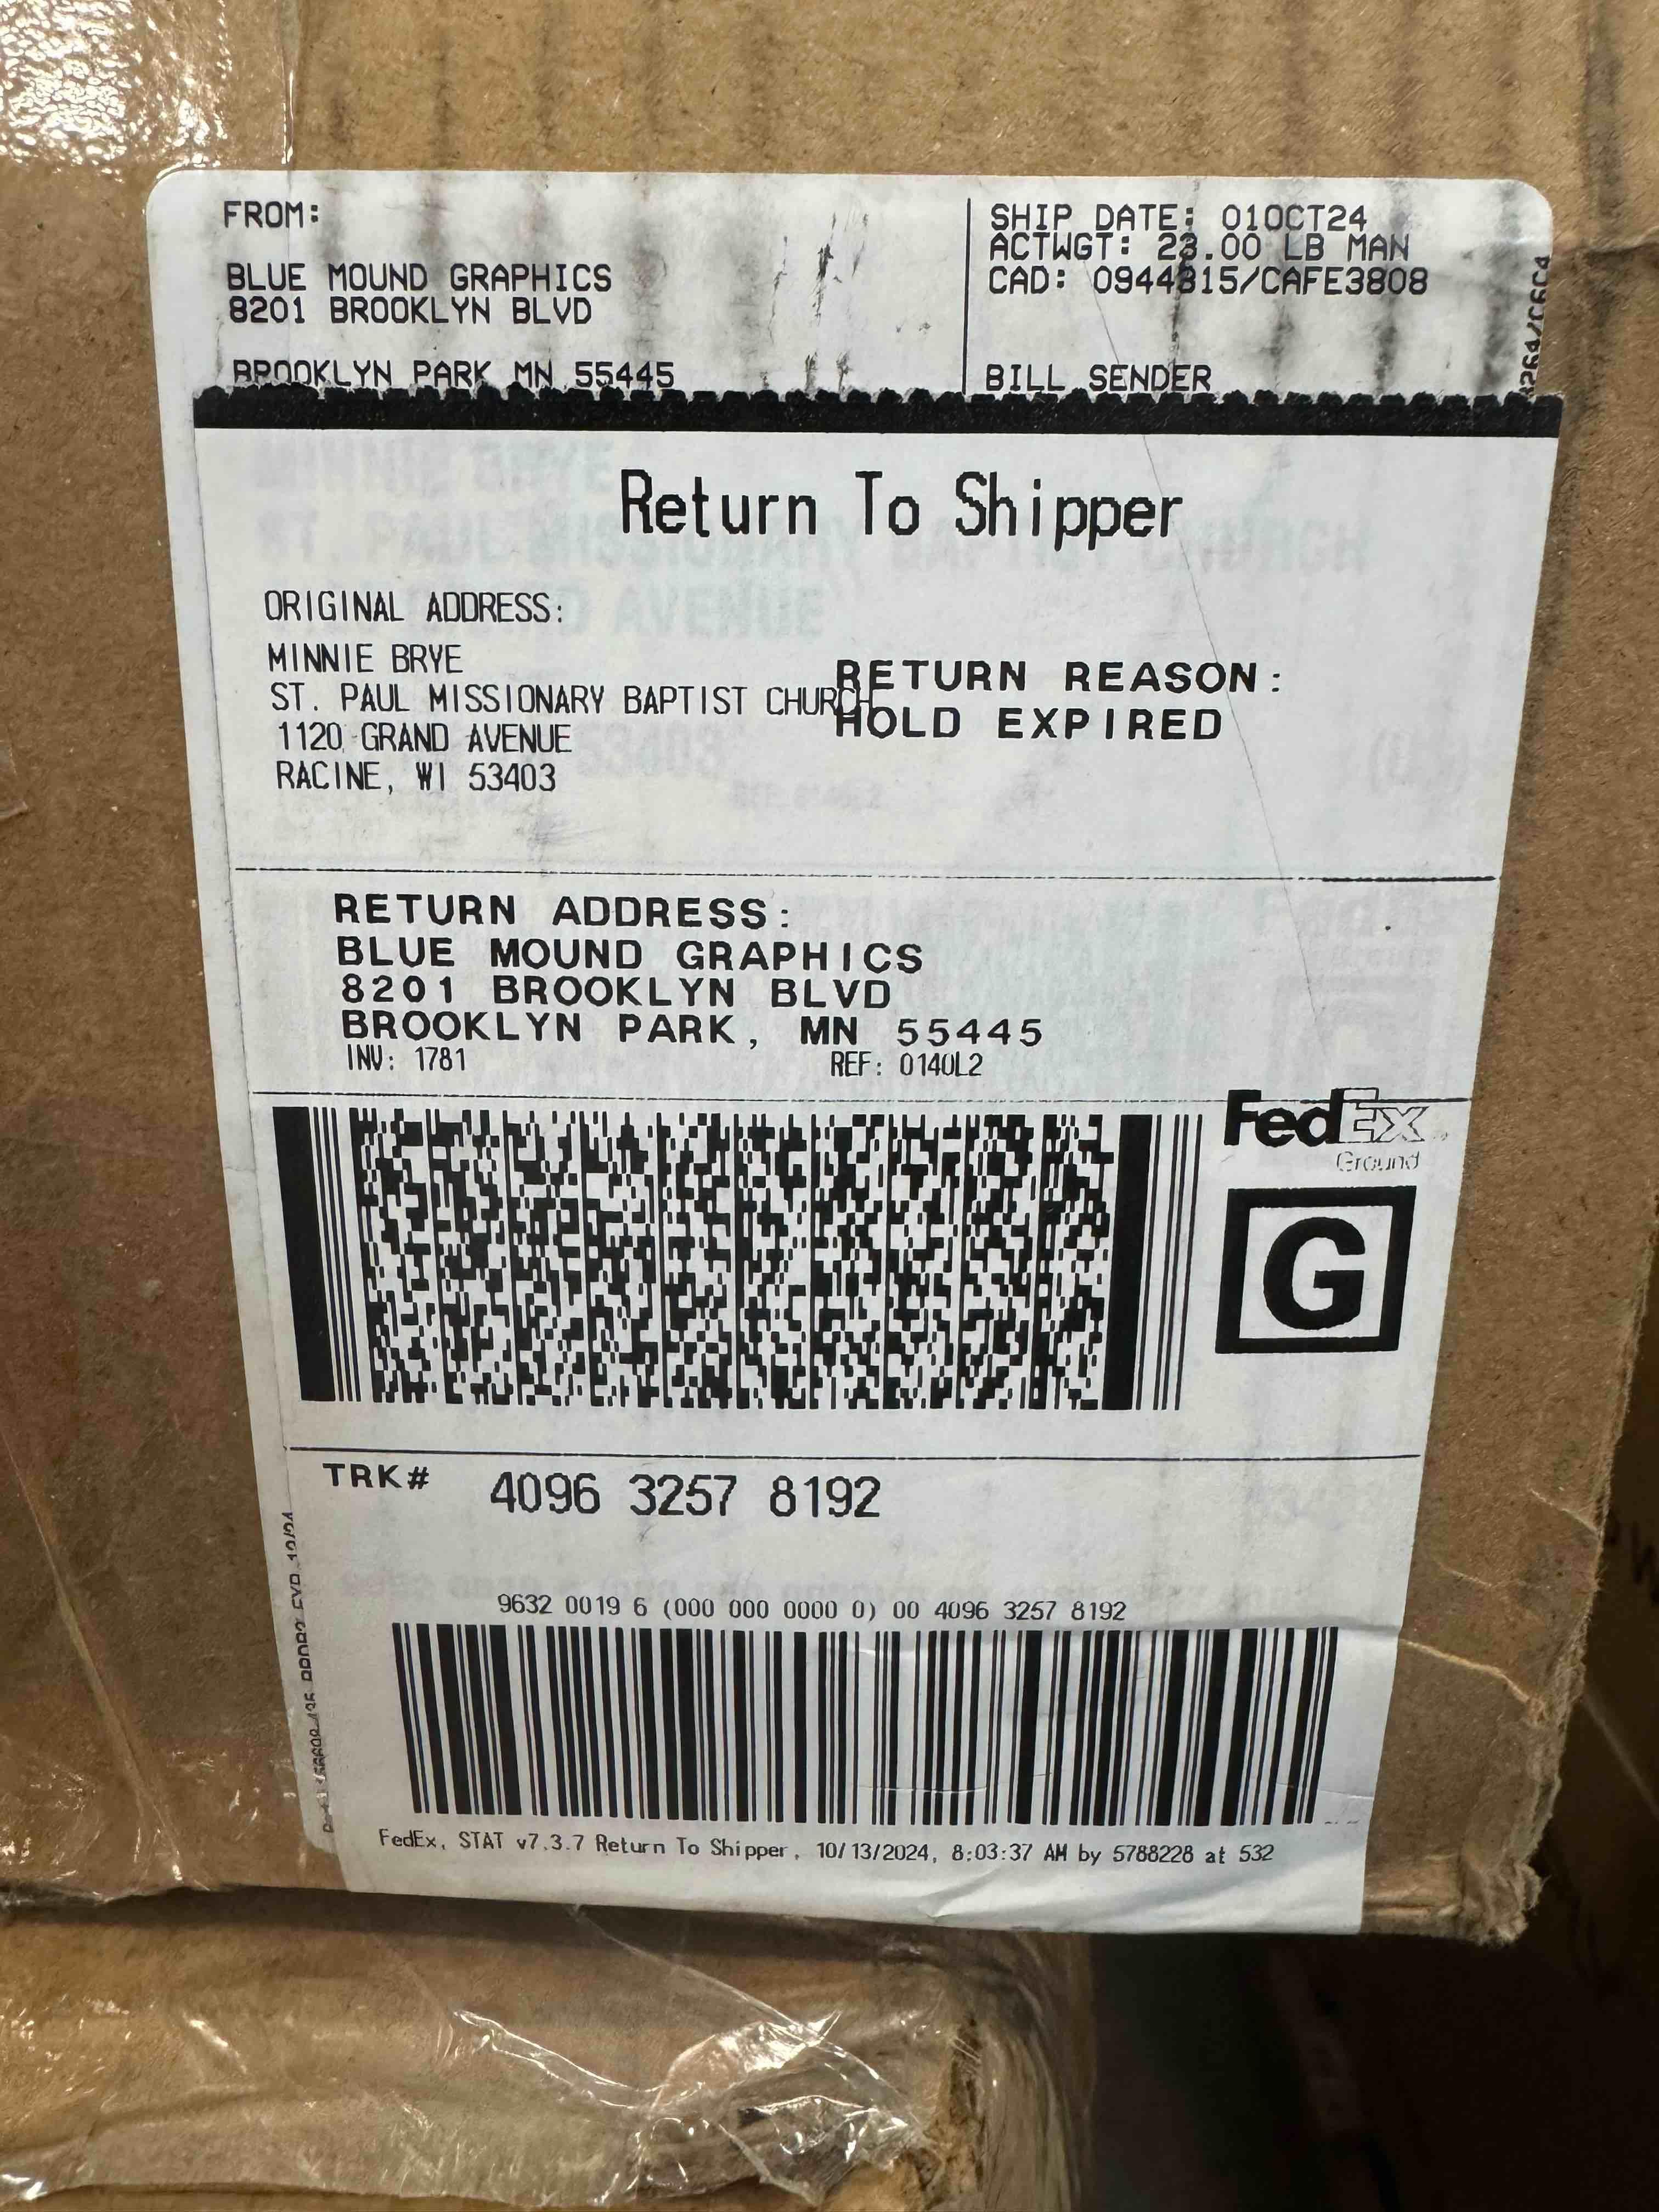 FROM:
BLUE MOUND GRAPHICS
8201 BROOKLYN BLVD
BROOKLYN PARK MN 55445
SHIP DATE: 01OCT24
ACTWGT: 23.00 LB MAN
CAD: 0944315/CAFE3808
BILL SENDER
Return To Shipper
ORIGINAL ADDRESS:
MINNIE BRYE
ST. PAUL MISSIONARY BAPTIST CHURCH
1120 GRAND AVENUE
RACINE, WI 53403
RETURN REASON:
HOLD EXPIRED
RETURN ADDRESS:
BLUE MOUND GRAPHICS
8201 BROOKLYN BLVD
BROOKLYN PARK, MN 55445
INV: 1781 REF: 0140L2
FedEx
Ground
G
TRK# 4096 3257 8192
9632 0019 6 (000 000 0000 0) 00 4096 3257 8192
FedEx, STAT v7.3.7 Return To Shipper, 10/13/2024, 8:03:37 AM by 5788228 at 532